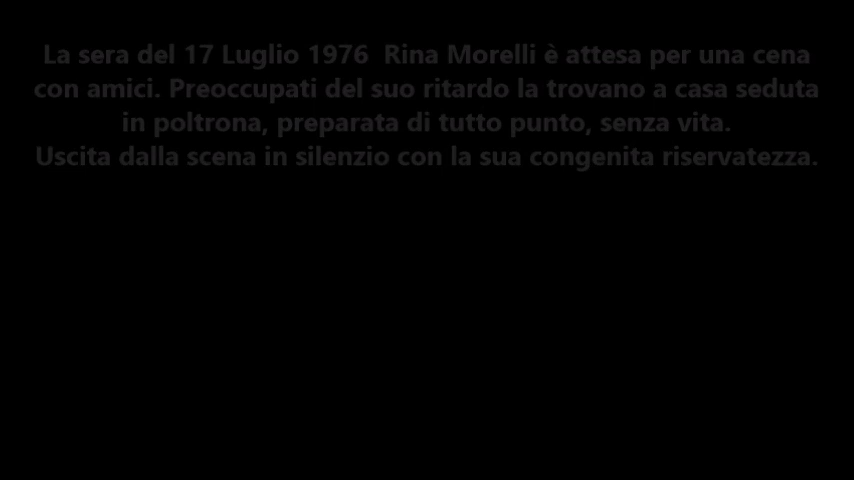 La sera del 17 Luglio 1976  Rina Morelli è attesa per una cena
con amici. Preoccupati del suo ritardo la trovano a casa seduta
in poltrona, preparata di tutto punto, senza vita.
Uscita dalla scena in silenzio con la sua congenita riservatezza.